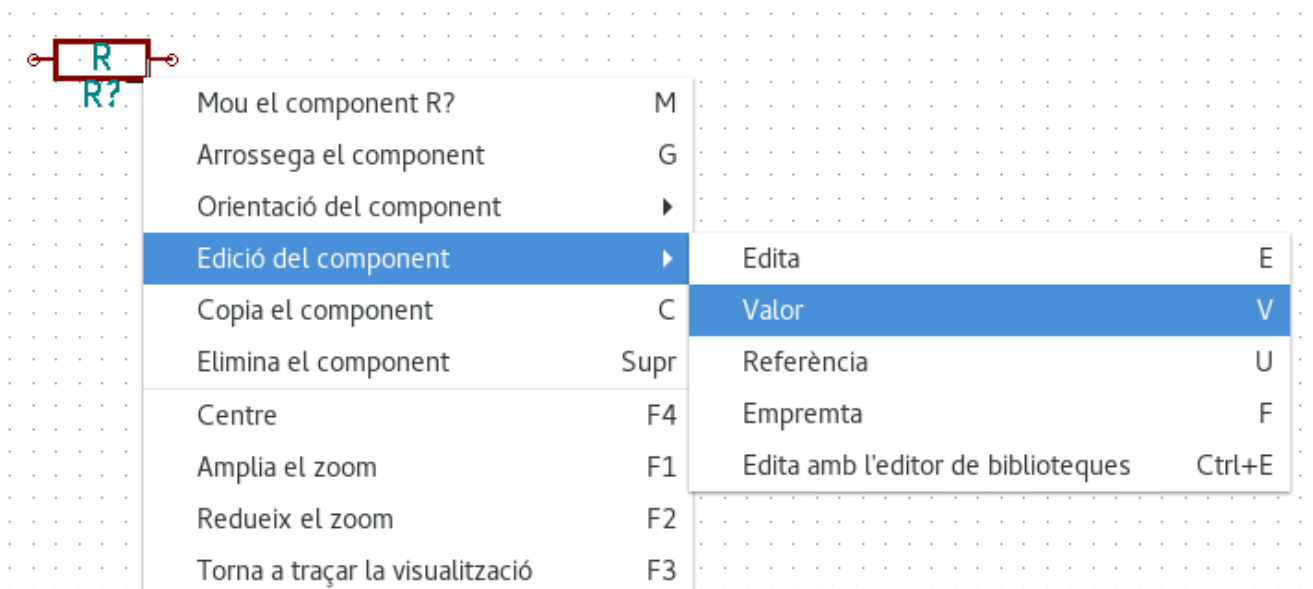 R
R?
Mou el component R? M
Arrossega el component G
Orientació del component
Edició del component
Copia el component C
Elimina el component Supr
Centre F4
Amplia el zoom F1
Redueix el zoom F2
Torna a traçar la visualització F3
Edita E
Valor V
Referència U
Empremta F
Edita amb l'editor de biblioteques Ctrl+E